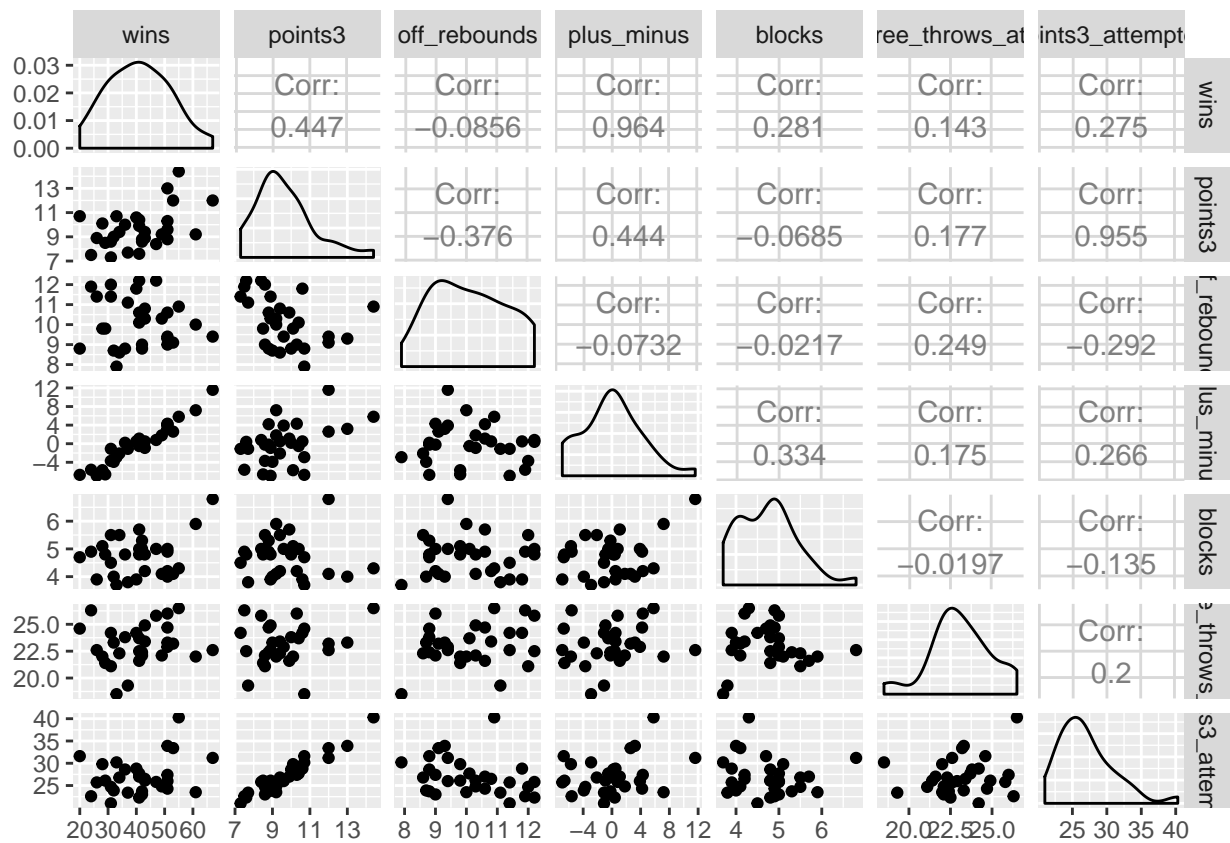 wins points3 off_rebounds plus_minus blocks ree_throws_at ints3_attempt
0.03
0.02
0.01
0.00
Corr: Corr: Corr: Corr: Corr: Corr:
0.447 −0.0856 0.964 0.281 0.143 0.275
wins
13
11
9
7
Corr: Corr: Corr: Corr: Corr:
−0.376 0.444 −0.0685 0.177 0.955
points3
12
11
10
9
8
Corr: Corr: Corr: Corr:
−0.0732 −0.0217 0.249 −0.292
f_reboun
12
8
4
0
−4
Corr: Corr: Corr:
0.334 0.175 0.266
lus_minu
6
5
4
Corr: Corr:
−0.0197 −0.135
blocks
25.0
22.5
20.0
Corr:
0.2
e_throws_
40
35
30
25
s3_attem
20 30 40 50 60 7 9 11 13 8 9 10 11 12 −4 0 4 8 12 4 5 6 20.0 22.5 25.0 25 30 35 40